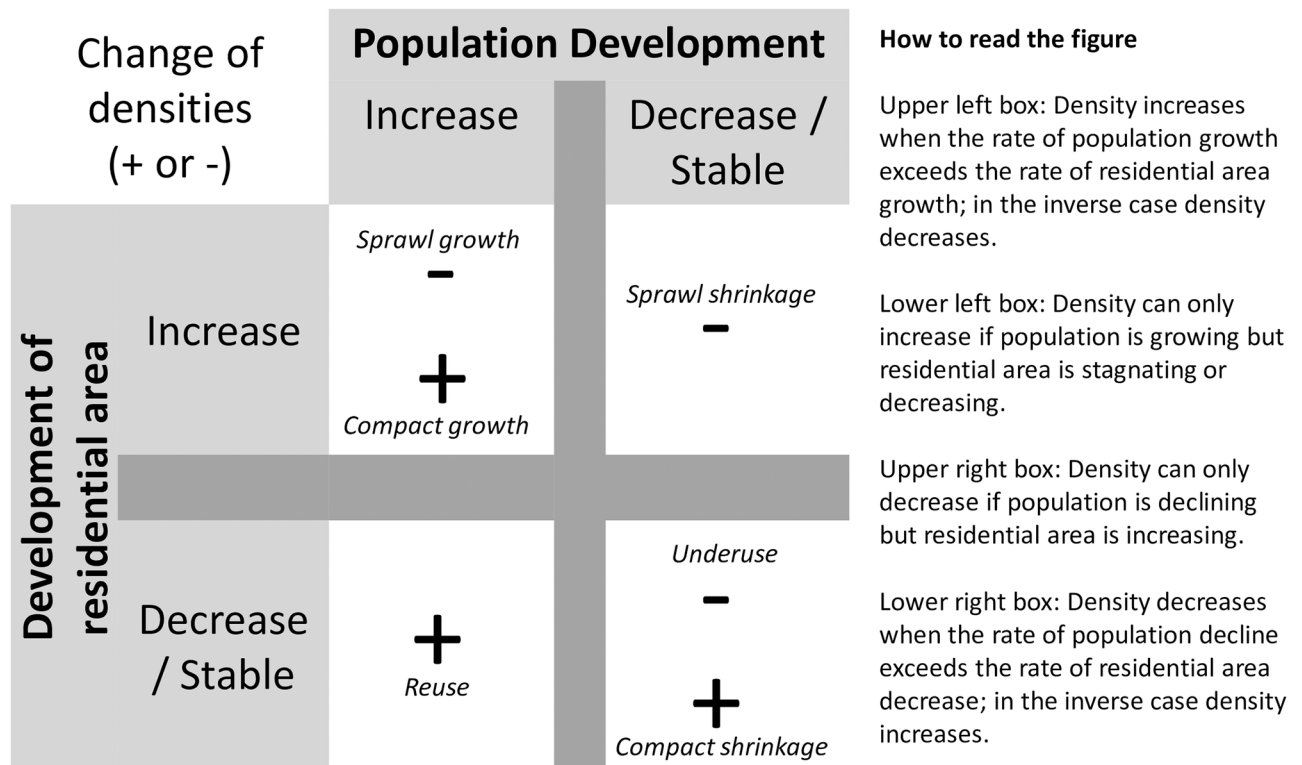 Change of
densities
(+ or -)
Population Development
Increase
Decrease /
Stable
Development of
residential area
Increase
Sprawl growth
-
+
Compact growth
Sprawl shrinkage
-
Decrease
/ Stable
+
Reuse
Underuse
-
+
Compact shrinkage
How to read the figure
Upper left box: Density increases
when the rate of population growth
exceeds the rate of residential area
growth; in the inverse case density
decreases.
Lower left box: Density can only
increase if population is growing but
residential area is stagnating or
decreasing.
Upper right box: Density can only
decrease if population is declining
but residential area is increasing.
Lower right box: Density decreases
when the rate of population decline
exceeds the rate of residential area
decrease; in the inverse case density
increases.